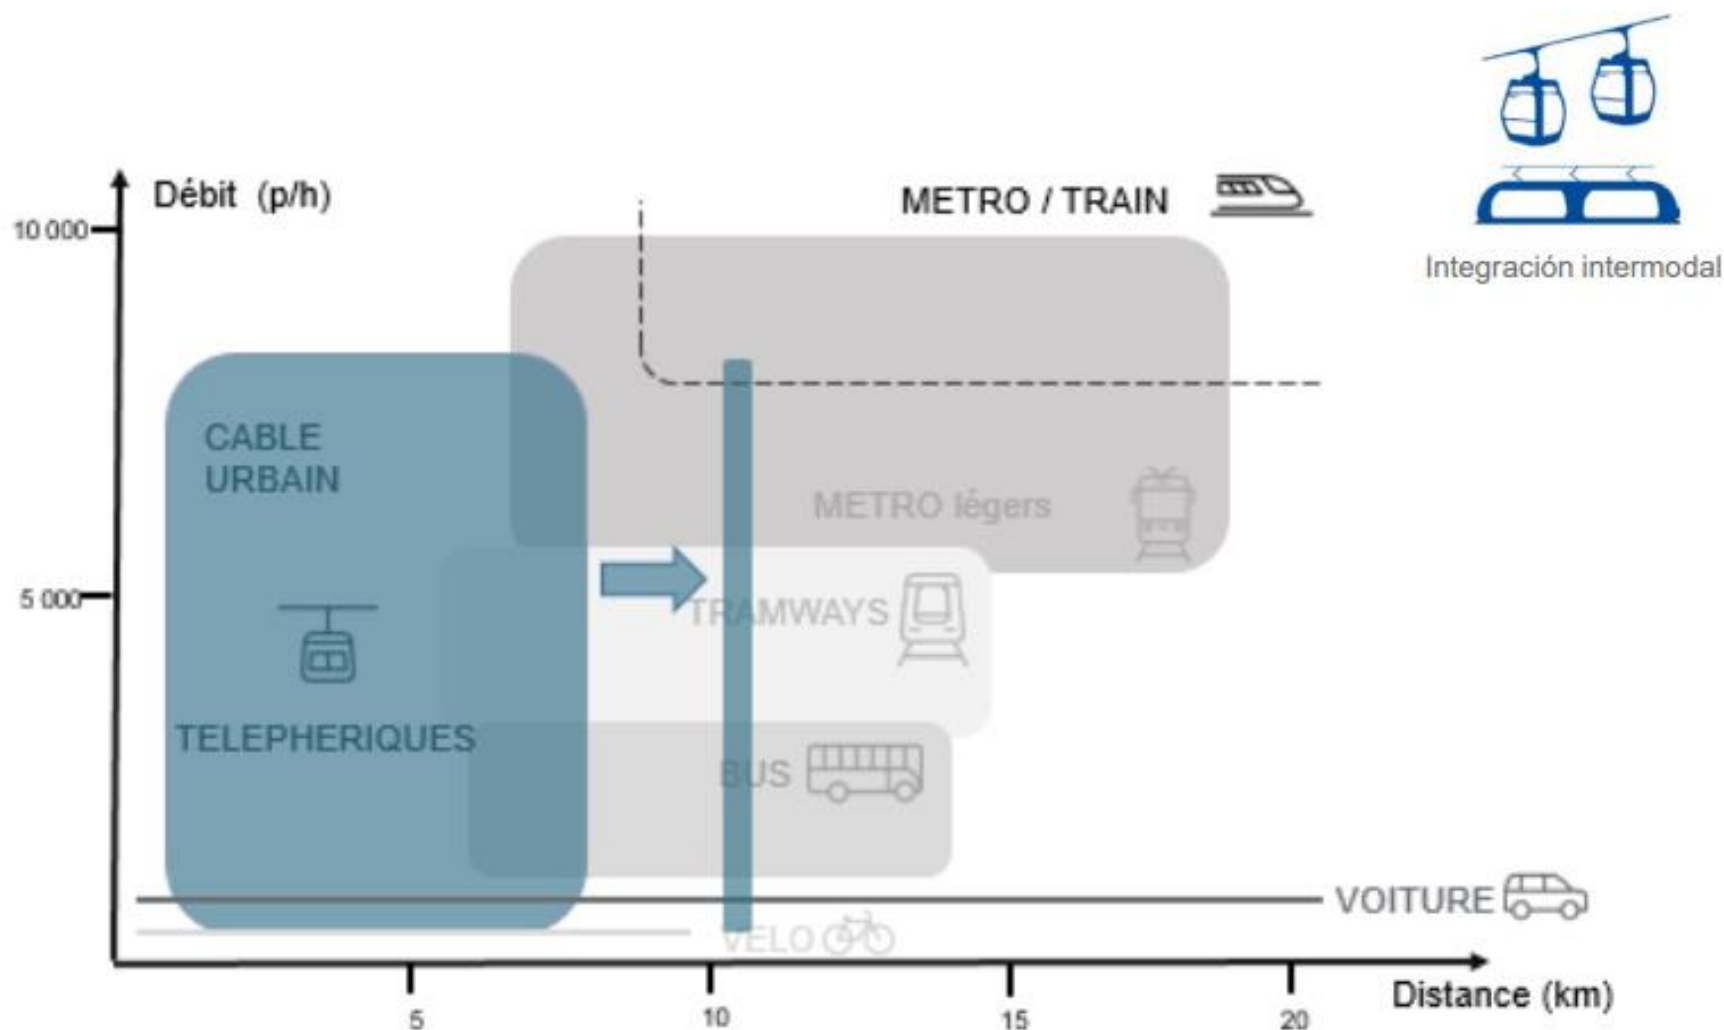 Débit (p/h)
METRO / TRAIN
10 000
Integración intermodal
CABLE
URBAIN
METRO légers
5 000
TRAMWAYS
TELEPHERIQUES
BUS
VOITURE
VELO
Distance (km)
5
10
15
20